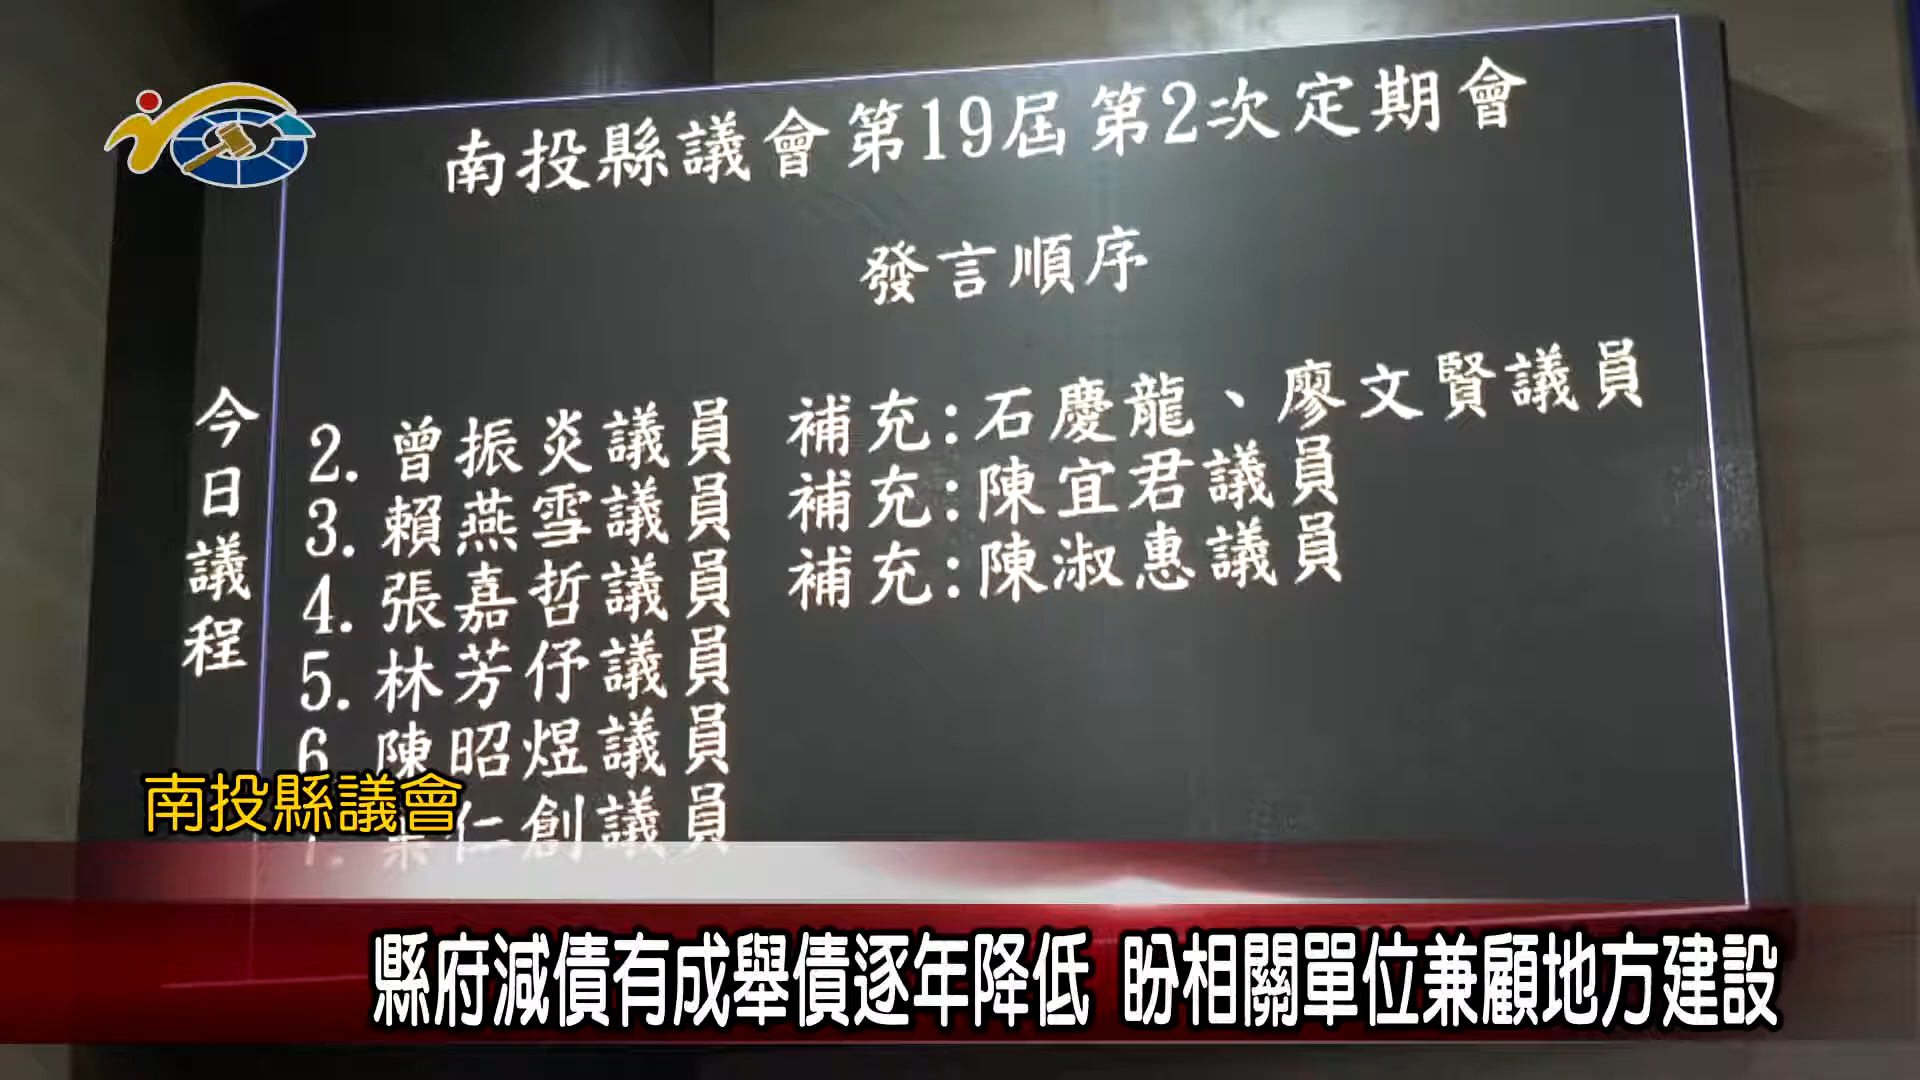 南投縣議會第19屆第2次定期會
發言順序
今日議程
2. 曾振炎議員 補充:石慶龍、廖文賢議員
3. 賴燕雪議員 補充:陳宜君議員
4. 張嘉哲議員 補充:陳淑惠議員
5. 林芳伃議員
6. 陳昭煜議員
仁創議員
南投縣議會
縣府減債有成舉債逐年降低 盼相關單位兼顧地方建設